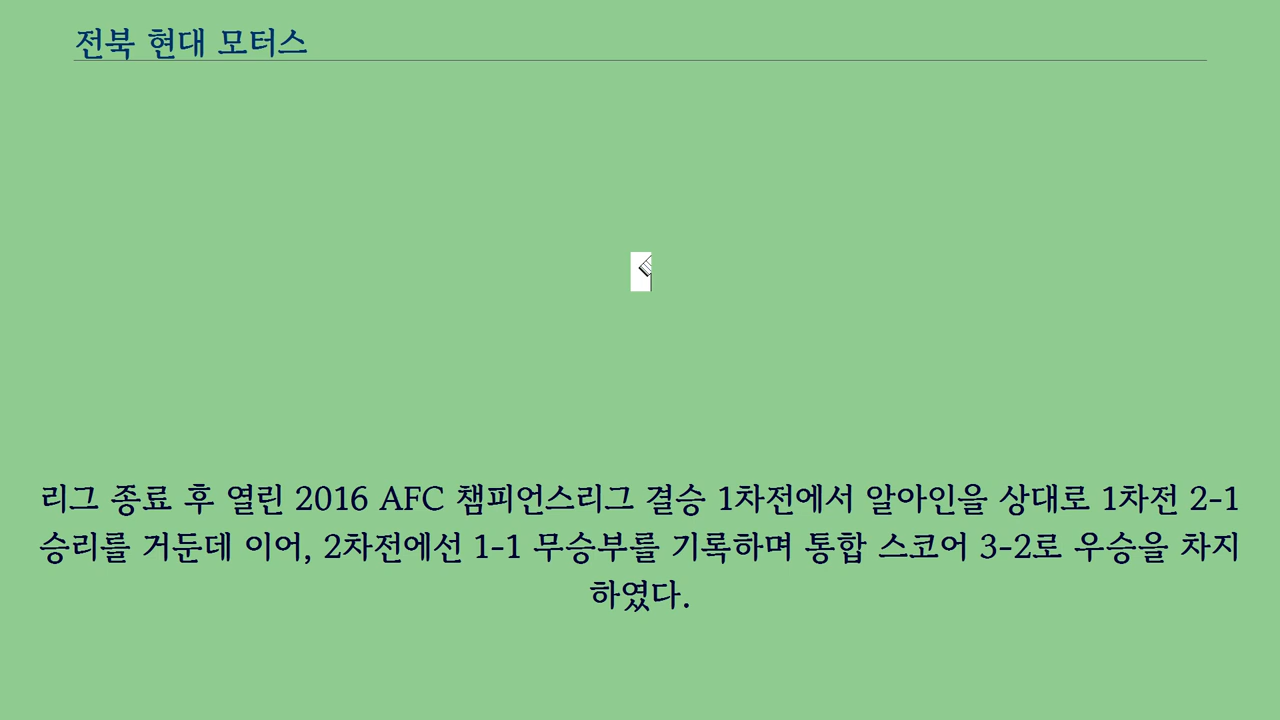 전북 현대 모터스
리그 종료 후 열린 2016 AFC 챔피언스리그 결승 1차전에서 알아인을 상대로 1차전 2-1
승리를 거둔데 이어, 2차전에선 1-1 무승부를 기록하며 통합 스코어 3-2로 우승을 차지
하였다.